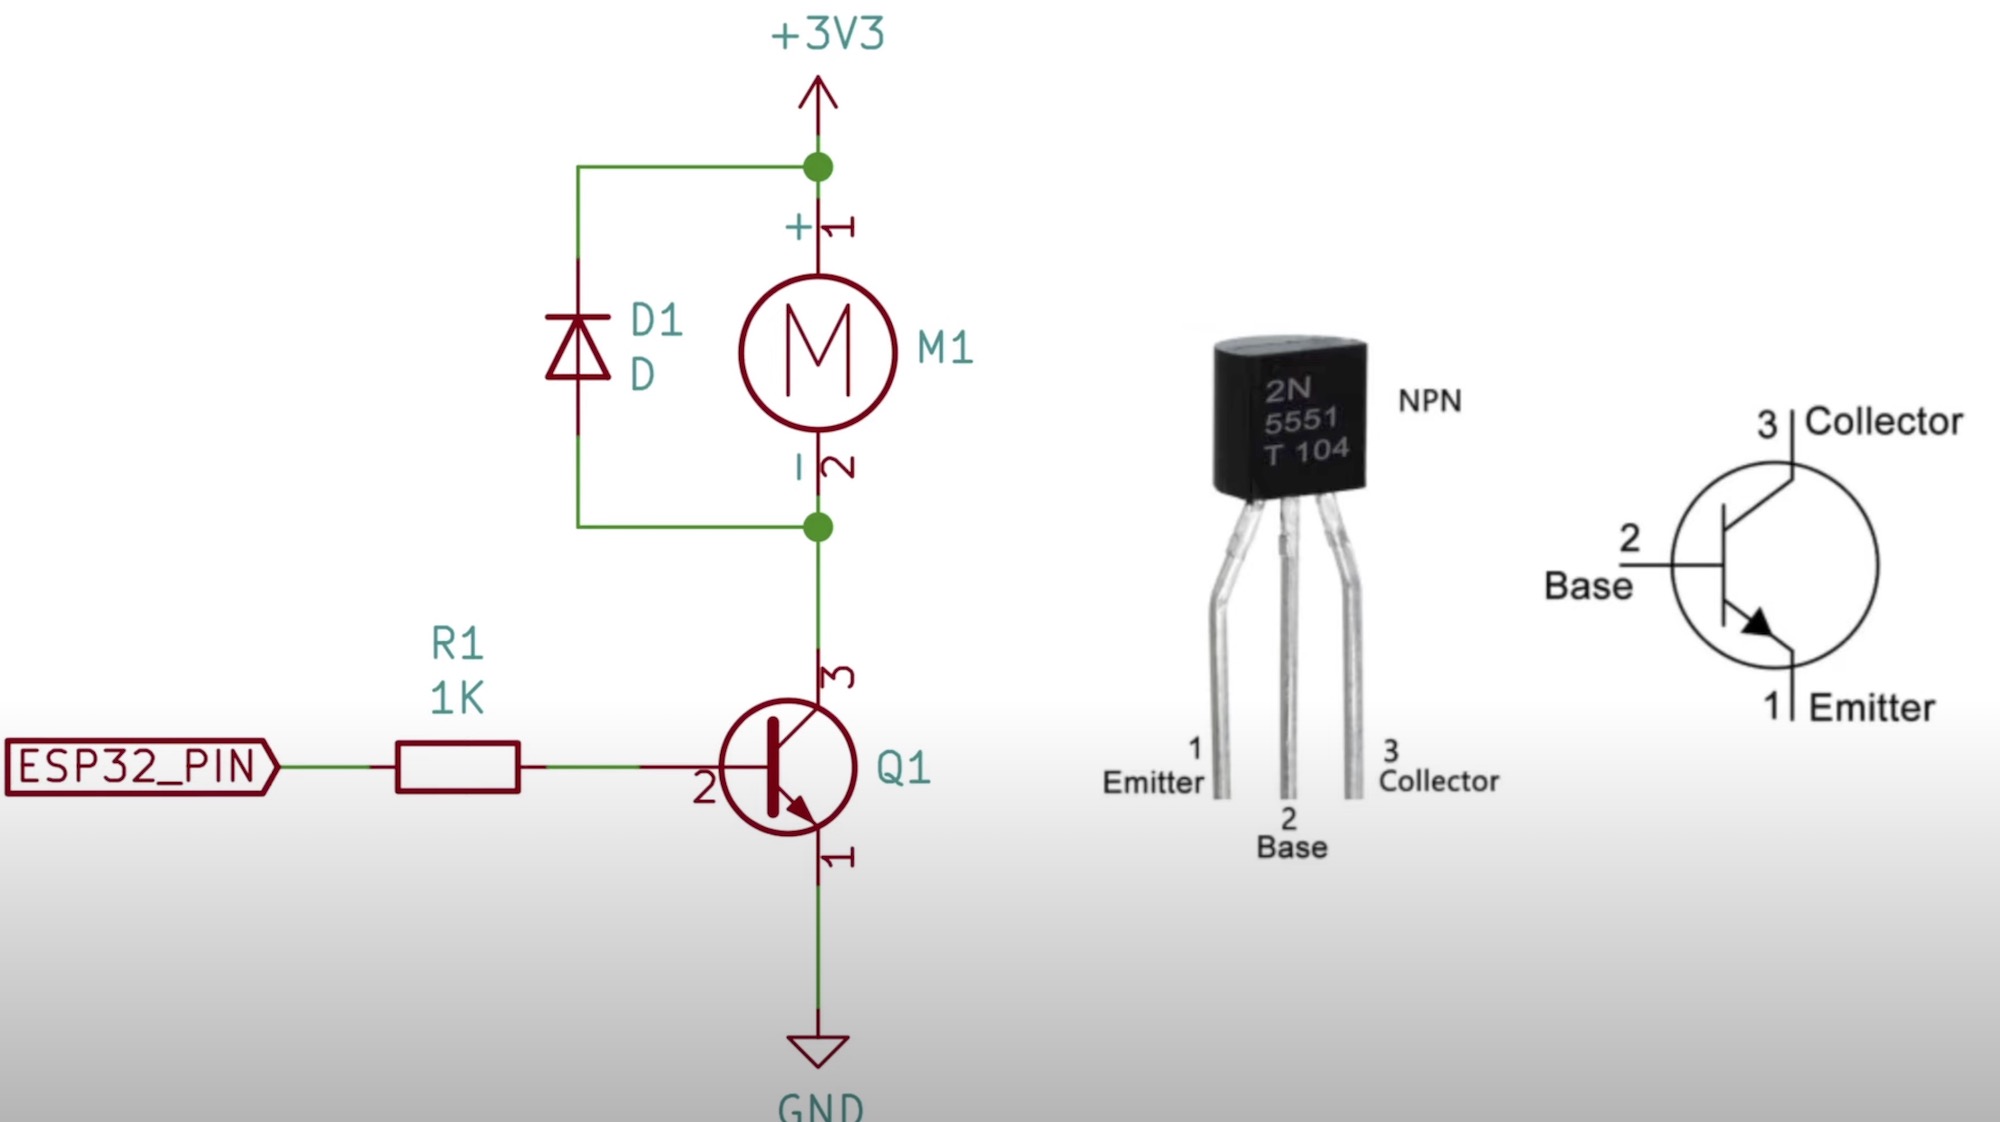 +3V3
+ 1
D1
D
M
M1
- 2
R1
1K
3
ESP32_PIN
2
Q1
1
GND
2N
5551
T 104
NPN
1
Emitter
2
Base
3
Collector
3 Collector
2
Base
1 Emitter